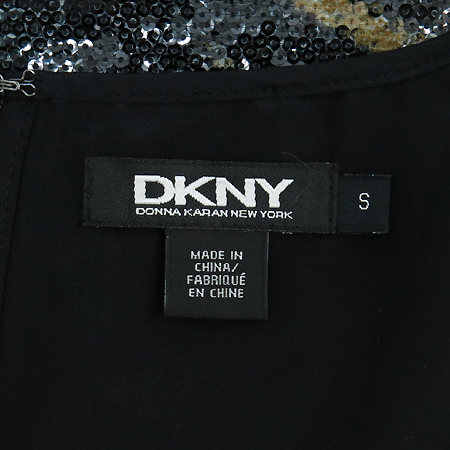 DKNY
DONNA KARAN NEW YORK
S
MADE IN
CHINA/
FABRIQUÉ
EN CHINE